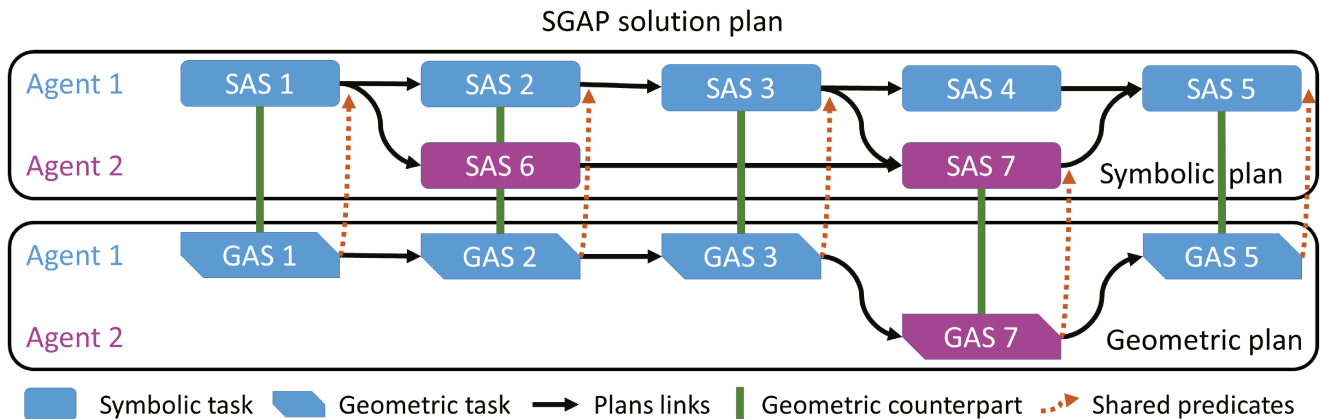 SGAP solution plan
Agent 1 SAS 1 SAS 2 SAS 3 SAS 4 SAS 5
Agent 2 SAS 6 SAS 7 Symbolic plan
Agent 1 GAS 1 GAS 2 GAS 3 GAS 5
Agent 2 GAS 7 Geometric plan
Symbolic task Geometric task Plans links Geometric counterpart Shared predicates